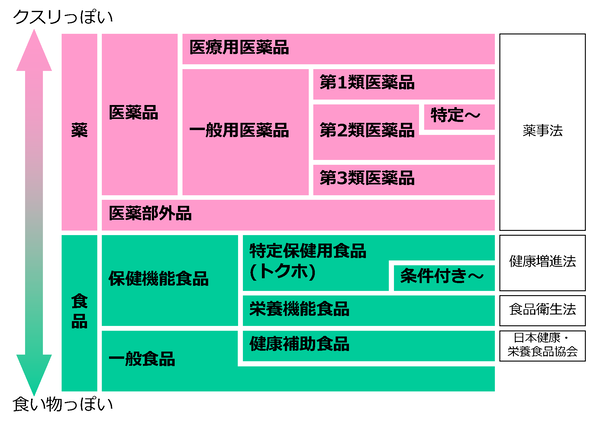 クスリっぽい
医療用医薬品
第1類医薬品
薬
医薬品
一般用医薬品
第2類医薬品
特定～
薬事法
第3類医薬品
医薬部外品
特定保健用食品
(トクホ)
健康増進法
条件付き～
保健機能食品
食品
栄養機能食品
食品衛生法
健康補助食品
日本健康・
栄養食品協会
一般食品
食い物っぽい